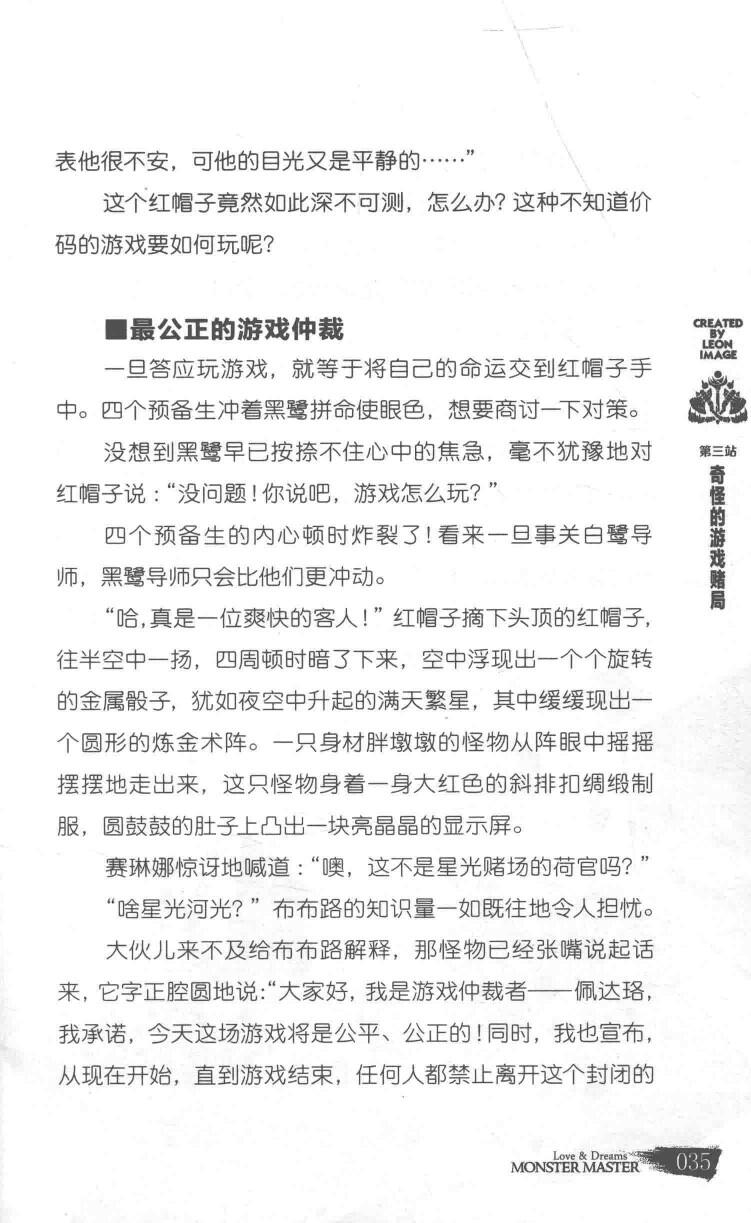 表他很不安，可他的目光又是平静的……”
这个红帽子竟然如此深不可测，怎么办？这种不知道价
码的游戏要如何玩呢？
■最公正的游戏仲裁
一旦答应玩游戏，就等于将自己的命运交到红帽子手
中。四个预备生冲着黑鹭拼命使眼色，想要商讨一下对策。
没想到黑鹭早已按捺不住心中的焦急，毫不犹豫地对
红帽子说：“没问题！你说吧，游戏怎么玩？”
四个预备生的内心顿时炸裂了！看来一旦事关白鹭导
师，黑鹭导师只会比他们更冲动。
“哈，真是一位爽快的客人！”红帽子摘下头顶的红帽子，
往半空中一扬，四周顿时暗了下来，空中浮现出一个个旋转
的金属骰子，犹如夜空中升起的满天繁星，其中缓缓现出一
个圆形的炼金术阵。一只身材胖墩墩的怪物从阵眼中摇摇
摆摆地走出来，这只怪物身着一身大红色的斜排扣绸缎制
服，圆鼓鼓的肚子上凸出一块亮晶晶的显示屏。
赛琳娜惊讶地喊道：“噢，这不是星光赌场的荷官吗？”
“啥星光河光？”布布路的知识量一如既往地令人担忧。
大伙儿来不及给布布路解释，那怪物已经张嘴说起话
来，它字正腔圆地说：“大家好，我是游戏仲裁者——佩达珞，
我承诺，今天这场游戏将是公平、公正的！同时，我也宣布，
从现在开始，直到游戏结束，任何人都禁止离开这个封闭的
CREATED
BY
LEON
IMAGE
第三站
奇怪的游戏赌局
Love & Dreams
MONSTER MASTER
035